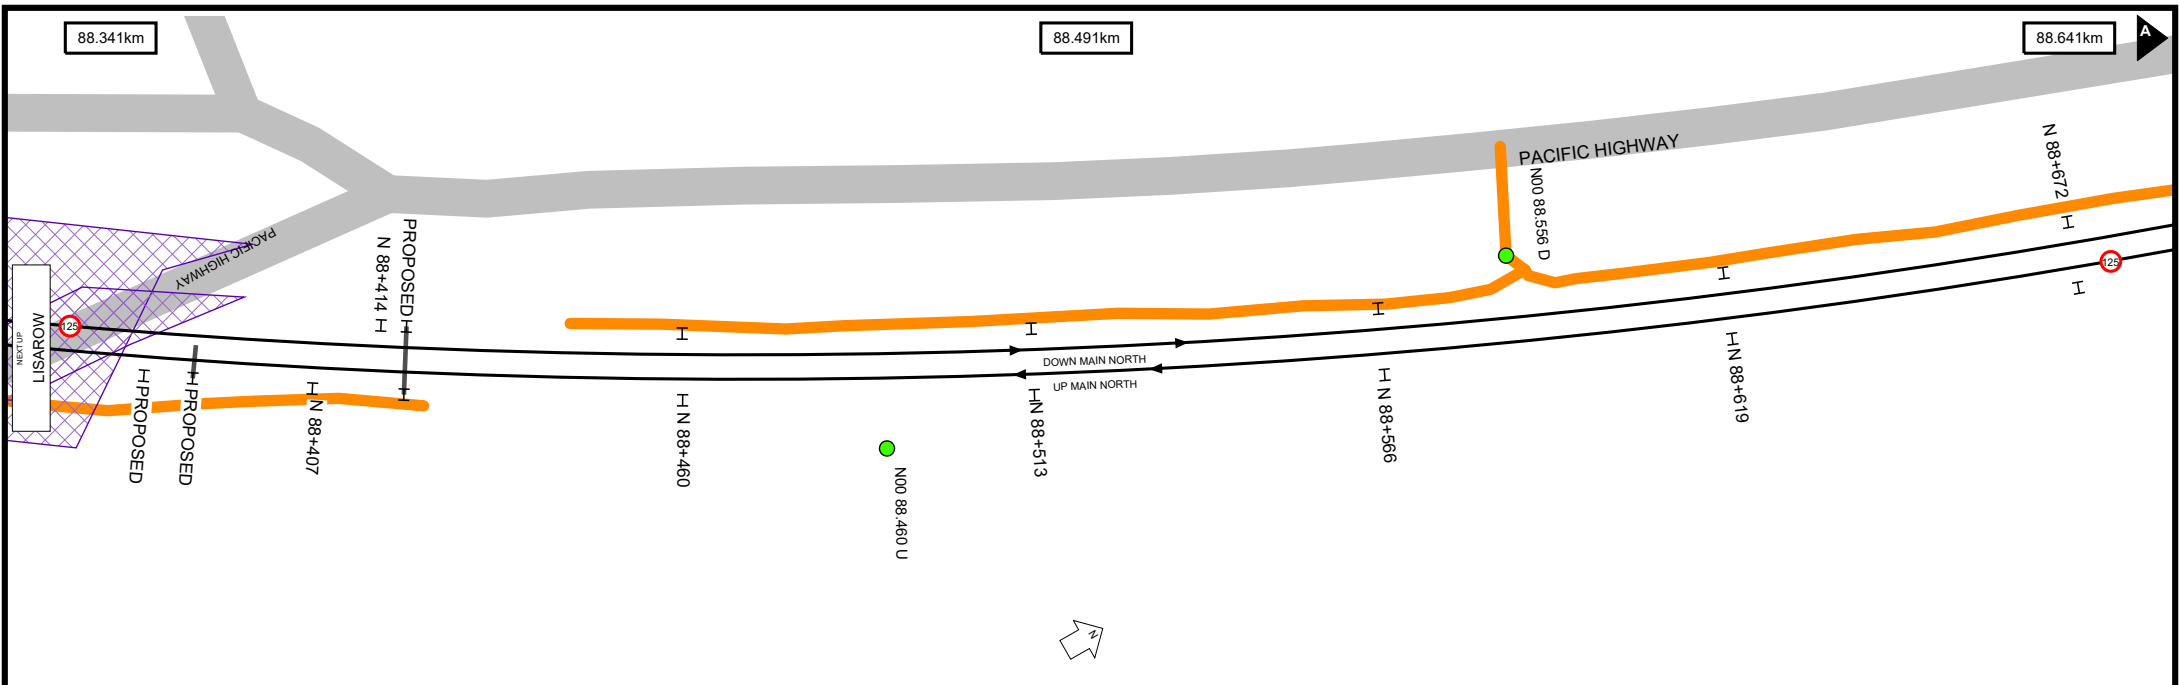 88.341km
88.491km
88.641km
A
PACIFIC HIGHWAY
N 88+672
N00 88.556 D
PACIFIC HIGHWAY
PROPOSED
N 88+414
125
125
NEXT UP
LISAROW
DOWN MAIN NORTH
UP MAIN NORTH
PROPOSED
PROPOSED
N 88+407
N 88+460
N 88+513
N 88+566
N 88+619
N00 88.460 U
N